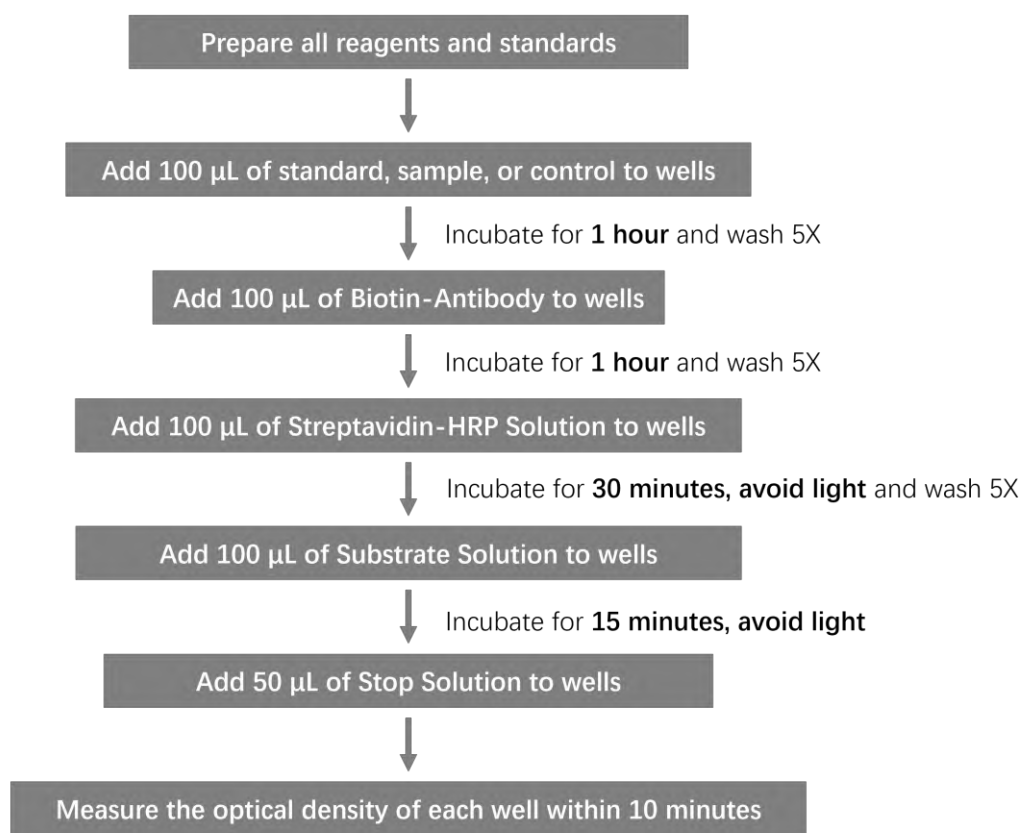 Prepare all reagents and standards
Add 100 µL of standard, sample, or control to wells
Incubate for 1 hour and wash 5X
Add 100 µL of Biotin-Antibody to wells
Incubate for 1 hour and wash 5X
Add 100 µL of Streptavidin-HRP Solution to wells
Incubate for 30 minutes, avoid light and wash 5X
Add 100 µL of Substrate Solution to wells
Incubate for 15 minutes, avoid light
Add 50 µL of Stop Solution to wells
Measure the optical density of each well within 10 minutes